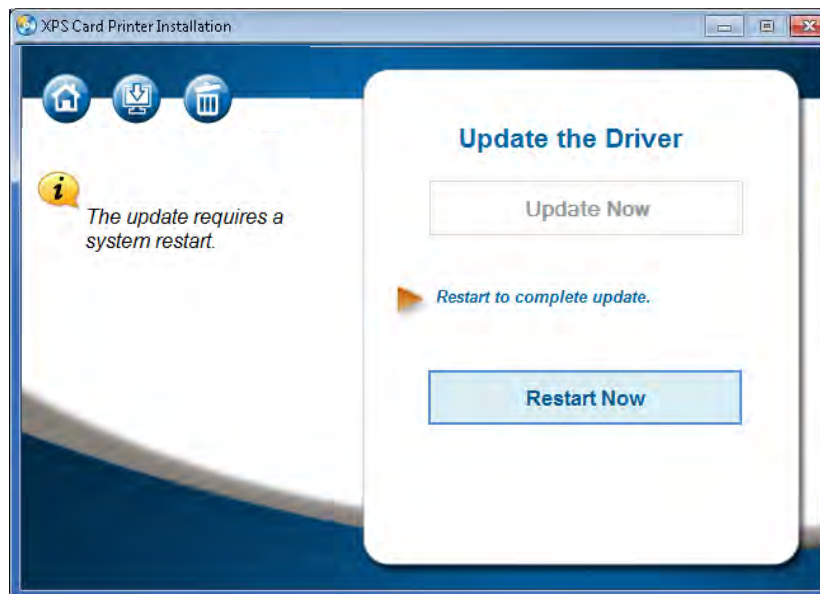 XPS Card Printer Installation
Update the Driver
Update Now
i
The update requires a
system restart.
Restart to complete update.
Restart Now